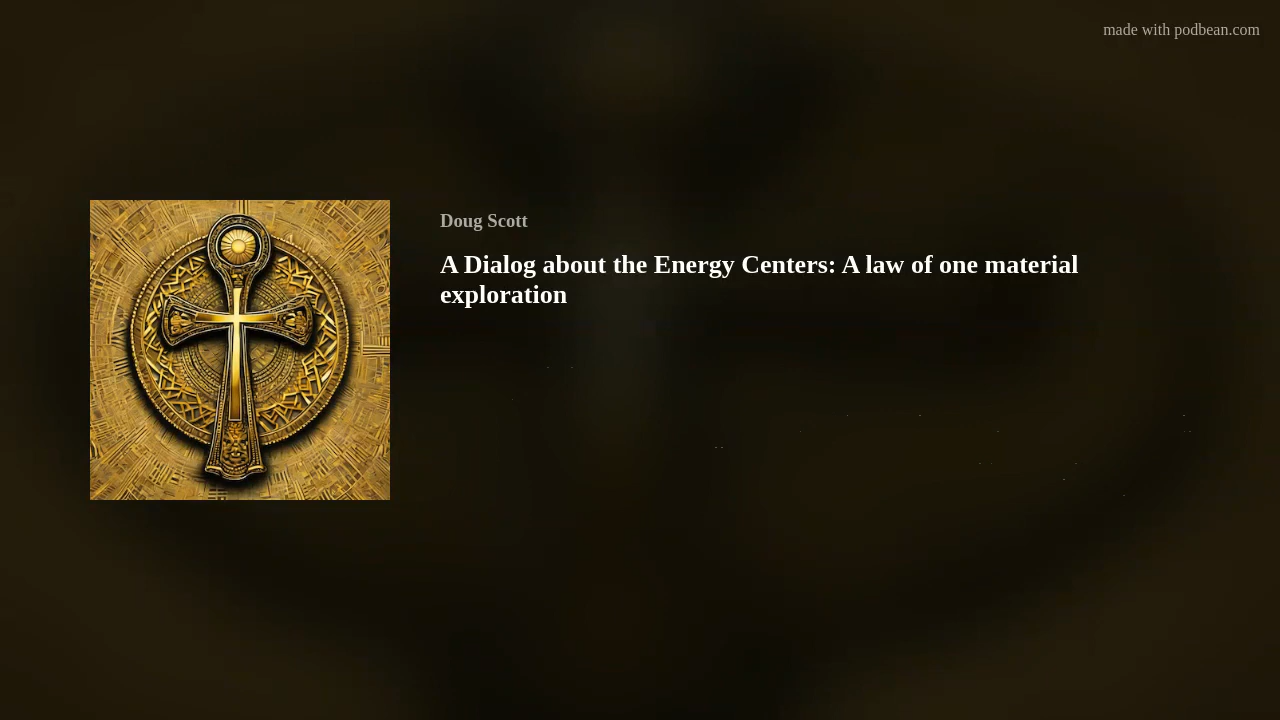 made with podbean.com
Doug Scott
A Dialog about the Energy Centers: A law of one material
exploration